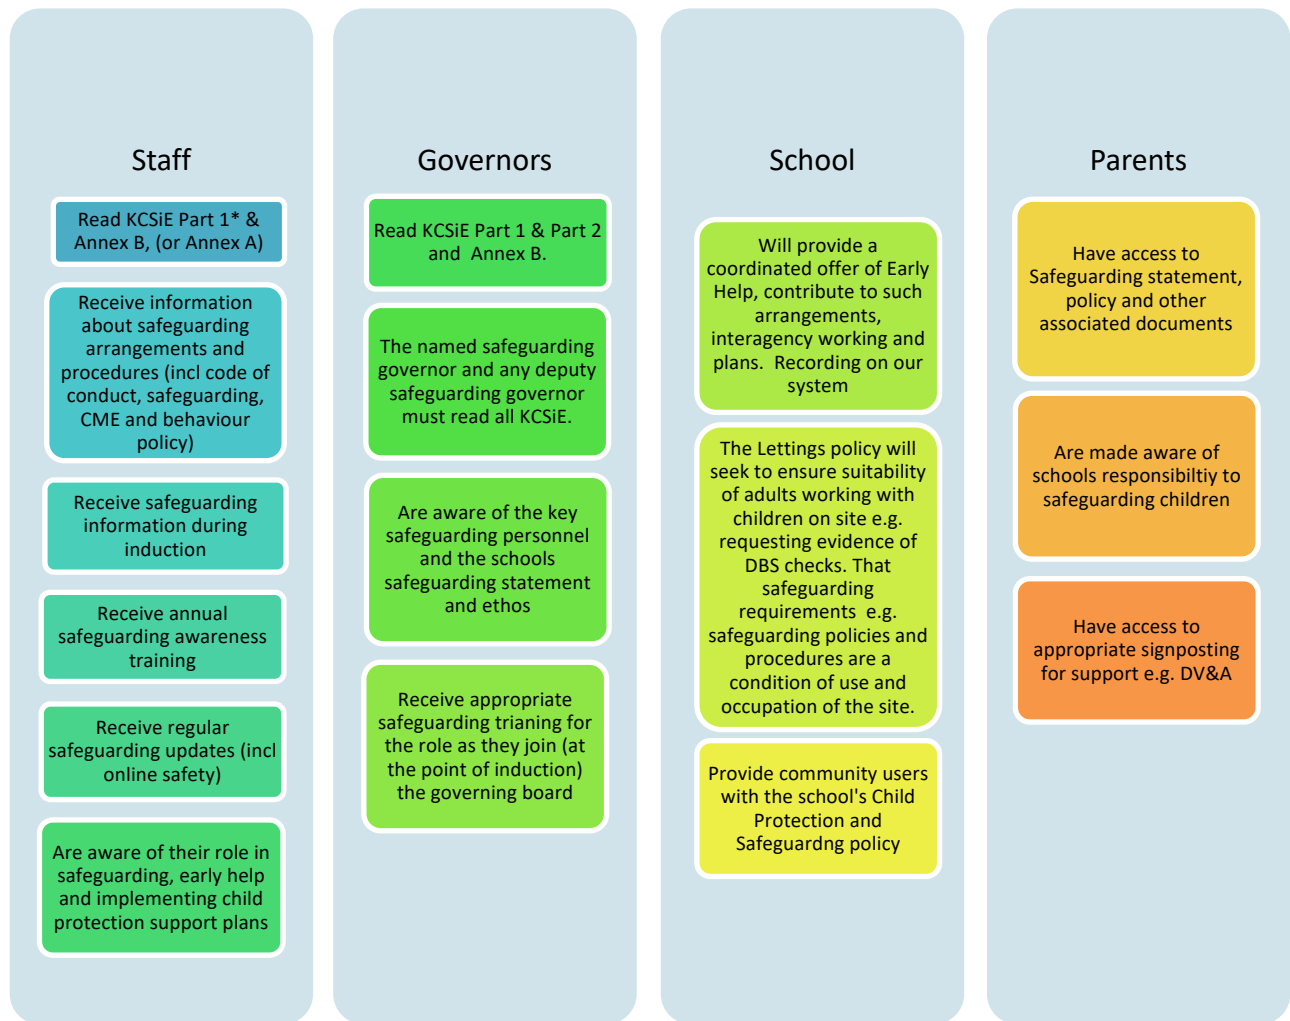 Staff
Read KCSiE Part 1* &
Annex B, (or Annex A)
Receive information
about safeguarding
arrangements and
procedures (incl code of
conduct, safeguarding,
CME and behaviour
policy)
Receive safeguarding
information during
induction
Receive annual
safeguarding awareness
training
Receive regular
safeguarding updates (incl
online safety)
Are aware of their role in
safeguarding, early help
and implementing child
protection support plans
Governors
Read KCSiE Part 1 & Part 2
and Annex B.
The named safeguarding
governor and any deputy
safeguarding governor
must read all KCSiE.
Are aware of the key
safeguarding personnel
and the schools
safeguarding statement
and ethos
Receive appropriate
safeguarding trianing for
the role as they join (at
the point of induction)
the governing board
School
Will provide a
coordinated offer of Early
Help, contribute to such
arrangements,
interagency working and
plans. Recording on our
system
The Lettings policy will
seek to ensure suitability
of adults working with
children on site e.g.
requesting evidence of
DBS checks. That
safeguarding
requirements e.g.
safeguarding policies and
procedures are a
condition of use and
occupation of the site.
Provide community users
with the school's Child
Protection and
Safeguardng policy
Parents
Have access to
Safeguarding statement,
policy and other
associated documents
Are made aware of
schools responsibiltiy to
safeguarding children
Have access to
appropriate signposting
for support e.g. DV&A